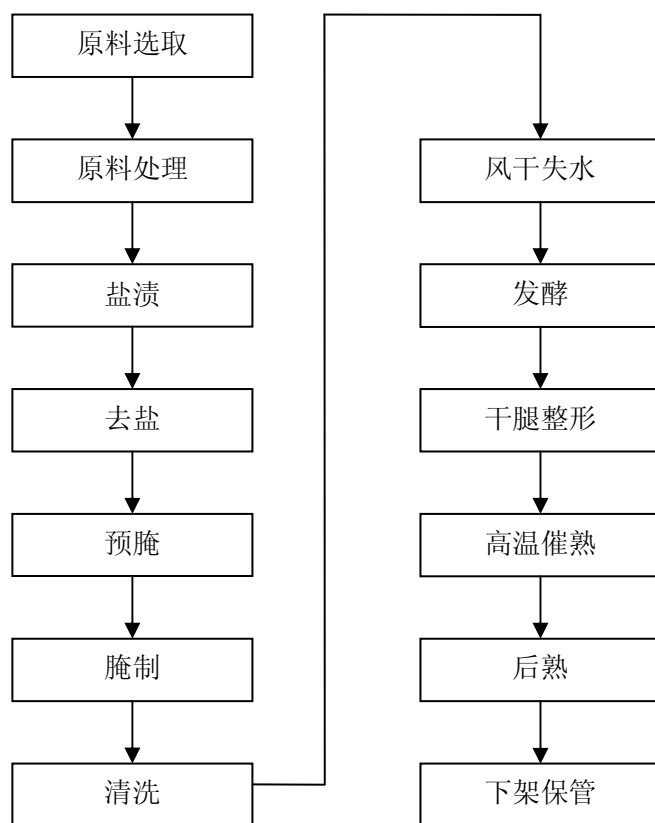 原料选取
原料处理
盐渍
去盐
预腌
腌制
清洗
风干失水
发酵
干腿整形
高温催熟
后熟
下架保管